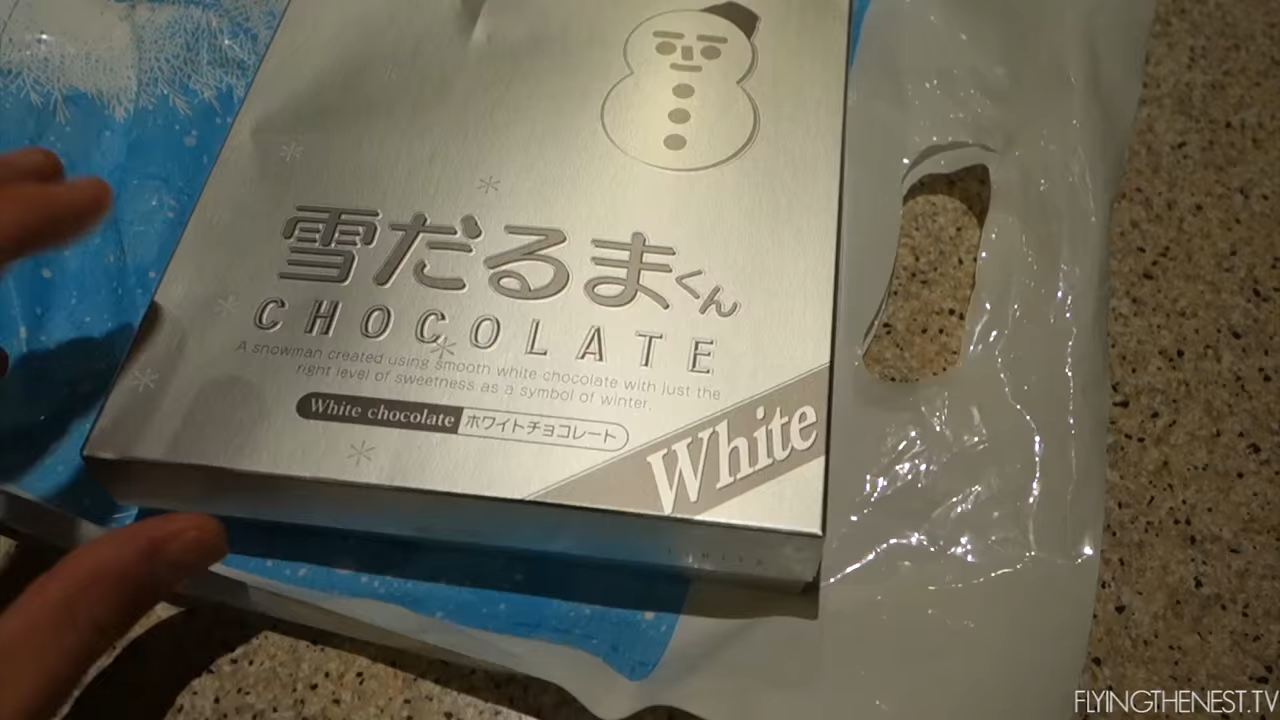 雪だるまくん
CHOCOLATE
A snowman created using smooth white chocolate with just the
right level of sweetness as a symbol of winter.
White chocolate ホワイトチョコレート
White
FLYINGTHENEST.TV